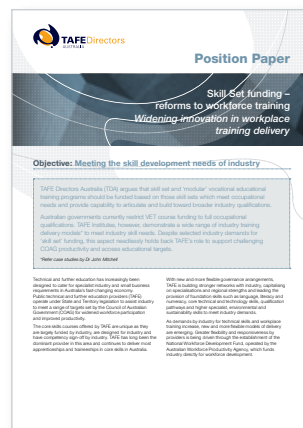 TAFEDirectors
AUSTRALIA
Position Paper
Skill Set funding –
reforms to workforce training
Widening innovation in workplace
training delivery
Objective: Meeting the skill development needs of industry
TAFE Directors Australia (TDA) argues that skill set and 'modular' vocational educational
training programs should be funded based on those skill sets which meet occupational
needs and provide capability to articulate and build toward broader industry qualifications.
Australian governments currently restrict VET course funding to full occupational
qualifications. TAFE Institutes, however, demonstrate a wide range of industry training
delivery models* to meet industry skill needs. Despite selected industry demands for
'skill set' funding, this aspect needlessly holds back TAFE's role to support challenging
COAG productivity and access educational targets.
*Refer case studies by Dr John Mitchell
Technical and further education has increasingly been
designed to cater for specialist industry and small business
requirements in Australia's fast-changing economy.
Public technical and further education providers (TAFE)
operate under State and Territory legislation to assist industry
to meet a range of targets set by the Council of Australian
Government (COAG) for widened workforce participation
and improved productivity.
The core skills courses offered by TAFE are unique as they
are largely funded by industry, are designed for industry and
have competency sign-off by industry. TAFE has long been the
dominant provider in this area and continues to deliver most
apprenticeships and traineeships in core skills in Australia.
With new and more flexible governance arrangements,
TAFE is building stronger networks with industry, capitalising
on specialisations and regional strengths and leading the
provision of foundation skills such as language, literacy and
numeracy, core technical and technology skills, qualification
pathways and higher specialist, environmental and
sustainability skills to meet industry demands.
As demands by industry for technical skills and workplace
training increase, new and more flexible models of delivery
are emerging. Greater flexibility and responsiveness by
providers is being driven through the establishment of the
National Workforce Development Fund, operated by the
Australian Workforce Productivity Agency, which funds
industry directly for workforce development.